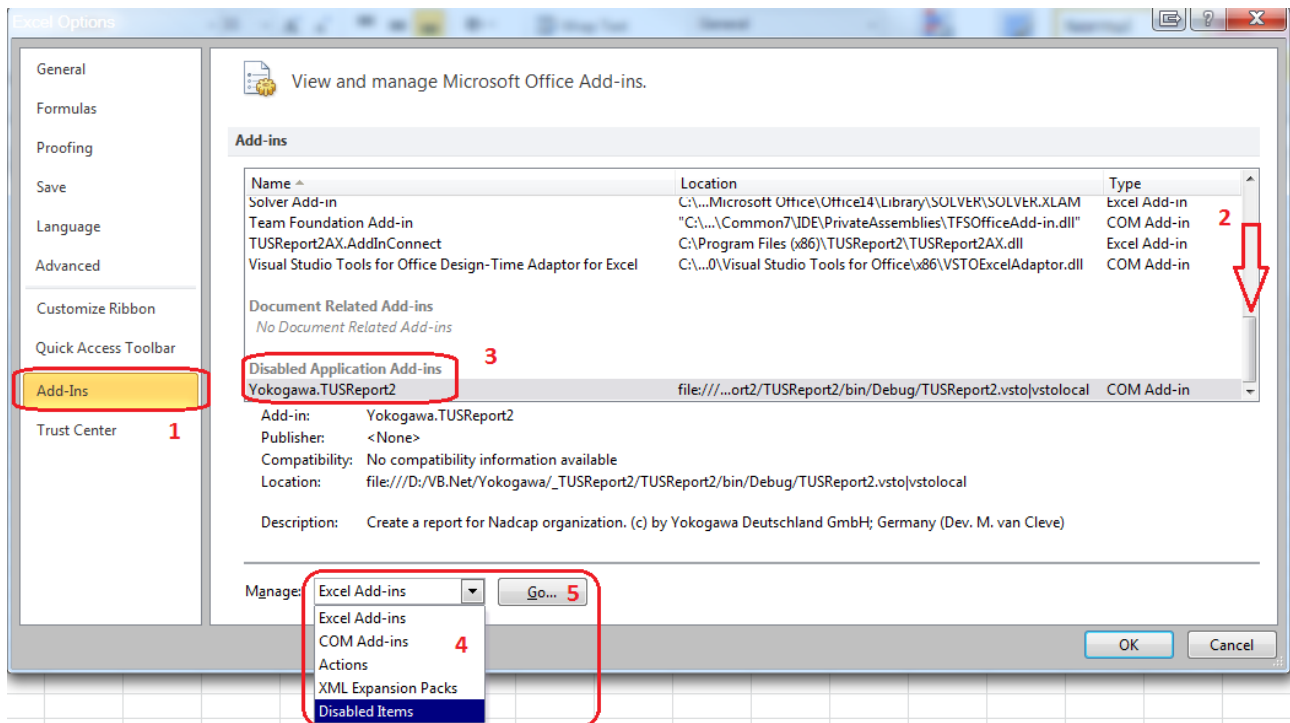 Excel Options
General
Formulas
Proofing
Save
Language
Advanced
Customize Ribbon
Quick Access Toolbar
Add-Ins
Trust Center
1
View and manage Microsoft Office Add-ins.
Add-ins
Name Location Type
Solver Add-in C:\...Microsoft Office\Office14\Library\SOLVER\SOLVER.XLAM Excel Add-in
Team Foundation Add-in "C:\...\Common7\IDE\PrivateAssemblies\TFSOfficeAdd-in.dll" COM Add-in
TUSReport2AX.AddInConnect C:\Program Files (x86)\TUSReport2\TUSReport2AX.dll Excel Add-in
Visual Studio Tools for Office Design-Time Adaptor for Excel C:\...0\Visual Studio Tools for Office\x86\VSTOExcelAdaptor.dll COM Add-in
2
Document Related Add-ins
No Document Related Add-ins
3
Disabled Application Add-ins
Yokogawa.TUSReport2 file:///...ort2/TUSReport2/bin/Debug/TUSReport2.vsto|vstolocal COM Add-in
Add-in: Yokogawa.TUSReport2
Publisher: <None>
Compatibility: No compatibility information available
Location: file:///D:/VB.Net/Yokogawa/_TUSReport2/TUSReport2/bin/Debug/TUSReport2.vsto|vstolocal
Description: Create a report for Nadcap organization. (c) by Yokogawa Deutschland GmbH; Germany (Dev. M. van Cleve)
Manage: Excel Add-ins Go... 5
Excel Add-ins
COM Add-ins 4
Actions
XML Expansion Packs
Disabled Items
OK Cancel